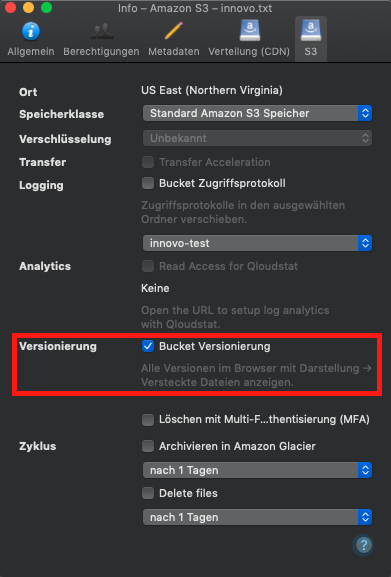 Info – Amazon S3 – innovo.txt
Allgemein Berechtigungen Metadaten Verteilung (CDN) S3
Ort US East (Northern Virginia)
Speicherklasse Standard Amazon S3 Speicher
Verschlüsselung Unbekannt
Transfer Transfer Acceleration
Logging Bucket Zugriffsprotokoll
Zugriffsprotokolle in den ausgewählten
Ordner verschieben.
innovo-test
Analytics Read Access for Qloudstat
Keine
Open the URL to setup log analytics
with Qloudstat.
Versionierung Bucket Versionierung
Alle Versionen im Browser mit Darstellung →
Versteckte Dateien anzeigen.
Löschen mit Multi-F...thentisierung (MFA)
Zyklus Archivieren in Amazon Glacier
nach 1 Tagen
Delete files
nach 1 Tagen
?